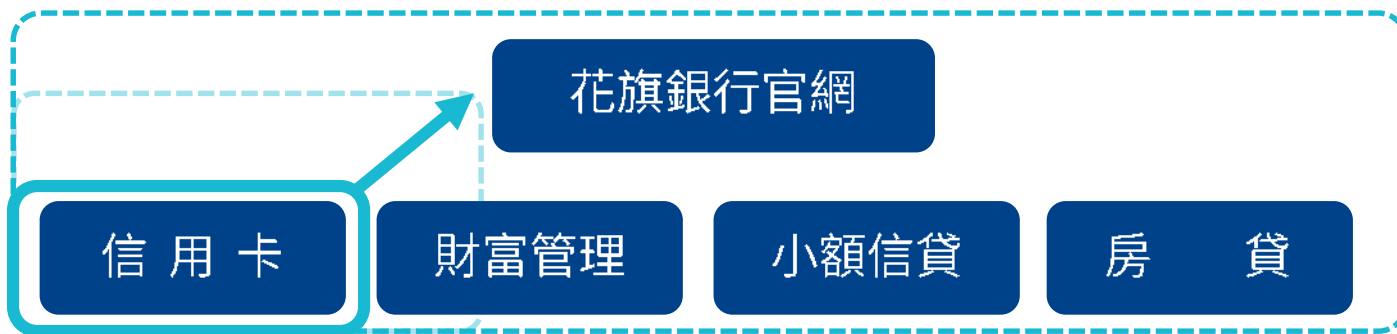 花旗銀行官網
信 用 卡
財富管理
小額信貸
房 貸